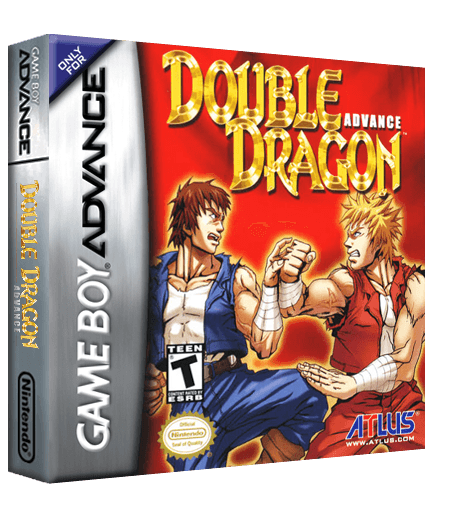 GAME BOY
ADVANCE
DOUBLE DRAGON
ADVANCE
Nintendo
ONLY
FOR
GAME BOY ADVANCE
DOUBLE
ADVANCE
DRAGON
™
TEEN
T
CONTENT RATED BY
ESRB
Official
Nintendo
Seal of Quality
ATLUS
WWW.ATLUS.COM